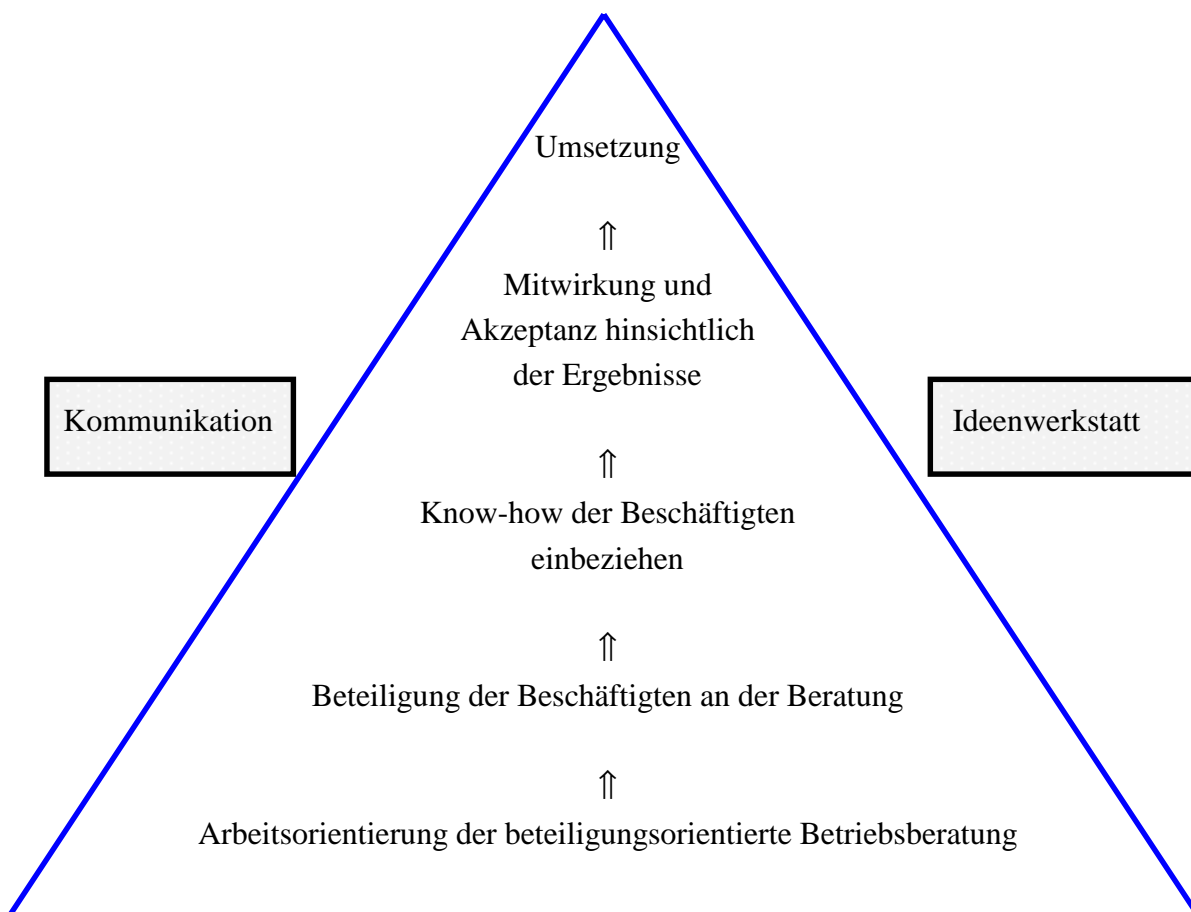 Umsetzung
⇑
Mitwirkung und
Akzeptanz hinsichtlich
der Ergebnisse
Kommunikation
Ideenwerkstatt
⇑
Know-how der Beschäftigten
einbeziehen
⇑
Beteiligung der Beschäftigten an der Beratung
⇑
Arbeitsorientierung der beteiligungsorientierte Betriebsberatung